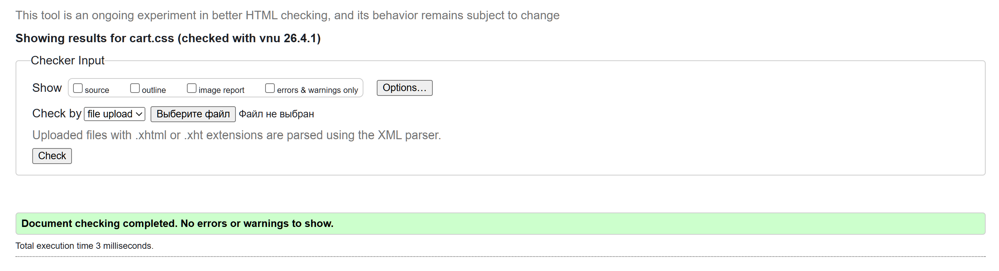 This tool is an ongoing experiment in better HTML checking, and its behavior remains subject to change
Showing results for cart.css (checked with vnu 26.4.1)
Checker Input
Show source outline image report errors & warnings only Options...
Check by file upload Выберите файл Файл не выбран
Uploaded files with .xhtml or .xht extensions are parsed using the XML parser.
Check
Document checking completed. No errors or warnings to show.
Total execution time 3 milliseconds.